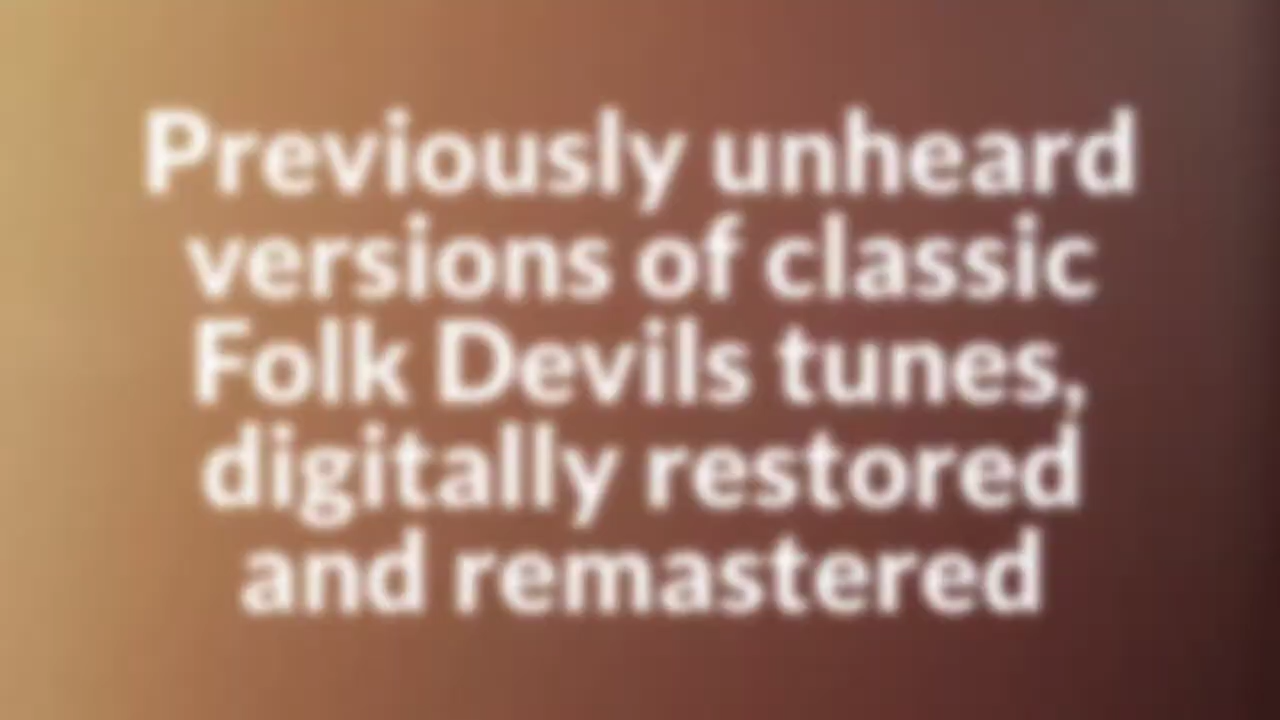 Previously unheard
versions of classic
Folk Devils tunes,
digitally restored
and remastered